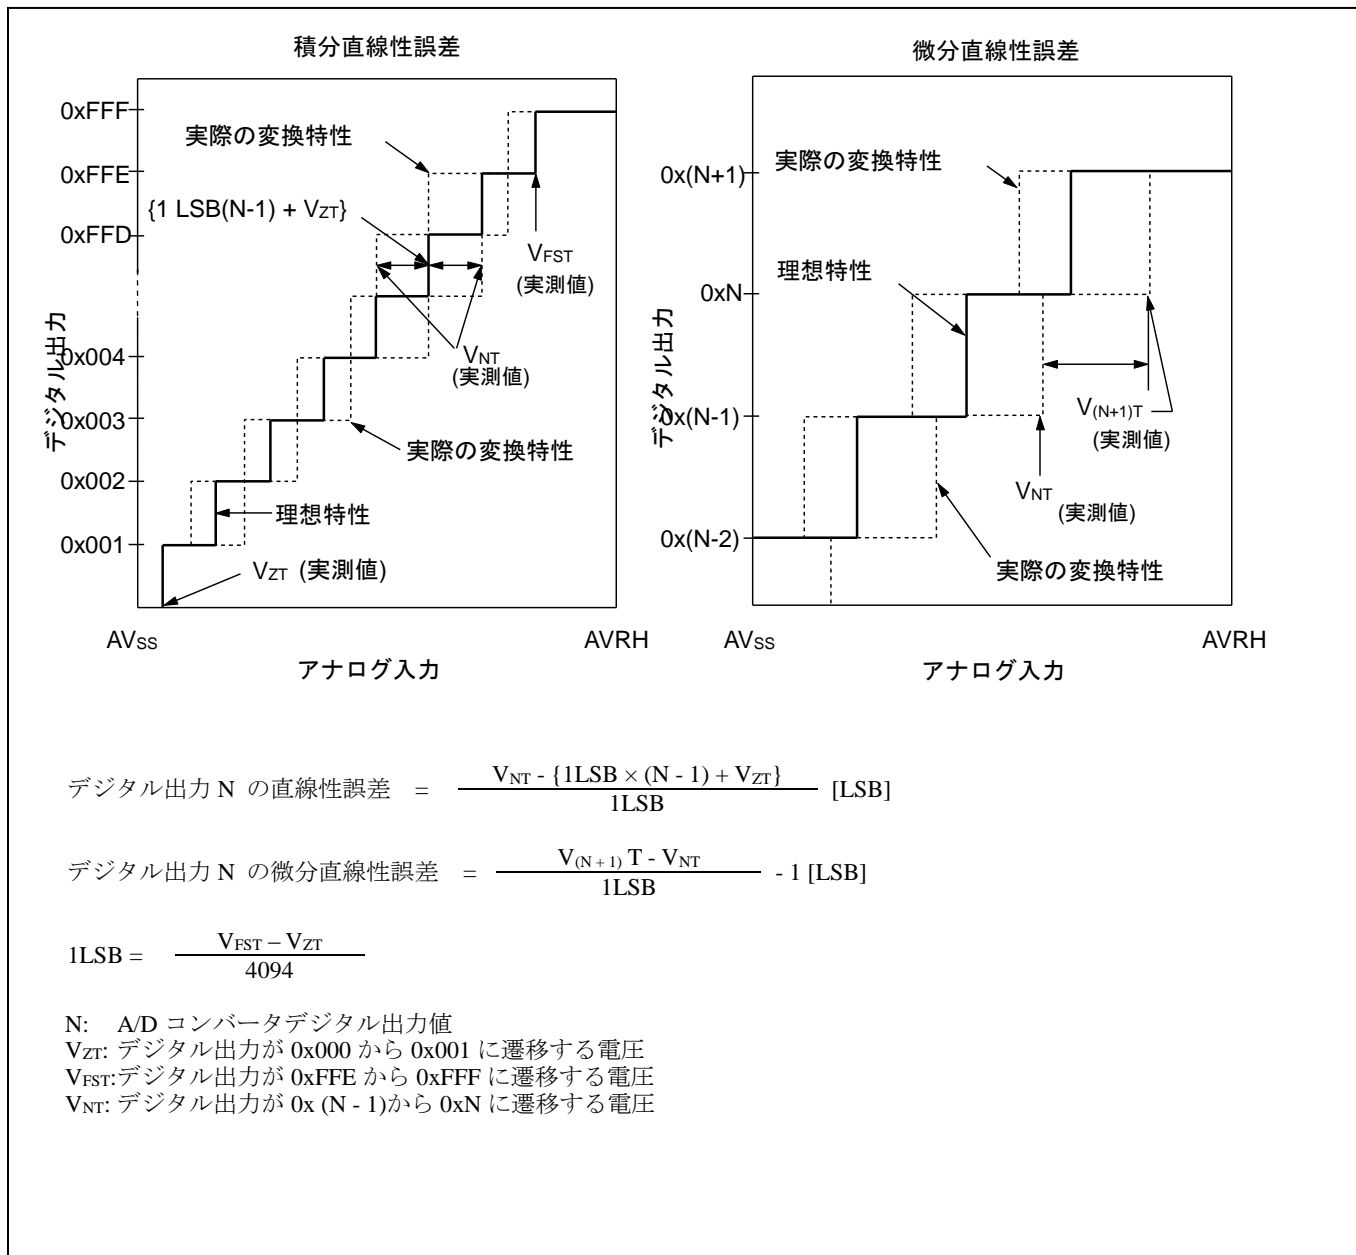 積分直線性誤差
0xFFF
0xFFE
0xFFD
0x004
0x003
0x002
0x001
デジタル出力
実際の変換特性
{1 LSB(N-1) + VZT}
VFST
(実測値)
VNT
(実測値)
実際の変換特性
理想特性
VZT (実測値)
AVSS
AVRH
アナログ入力
微分直線性誤差
0x(N+1)
0xN
0x(N-1)
0x(N-2)
デジタル出力
実際の変換特性
理想特性
V(N+1)T
(実測値)
VNT
(実測値)
実際の変換特性
AVSS
AVRH
アナログ入力
デジタル出力 N の直線性誤差 = VNT - {1LSB × (N - 1) + VZT} / 1LSB [LSB]
デジタル出力 N の微分直線性誤差 = V(N + 1) T - VNT / 1LSB - 1 [LSB]
1LSB = VFST – VZT / 4094
N: A/D コンバータデジタル出力値
VZT: デジタル出力が 0x000 から 0x001 に遷移する電圧
VFST:デジタル出力が 0xFFE から 0xFFF に遷移する電圧
VNT: デジタル出力が 0x (N - 1)から 0xN に遷移する電圧